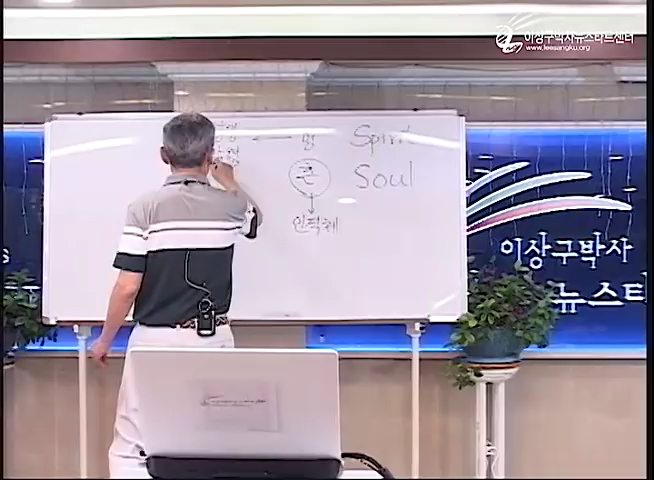 이상구박사뉴스타트센터
www.leesangku.org
영 Spirit
혼 Soul
인격체
이상구박사
뉴스타